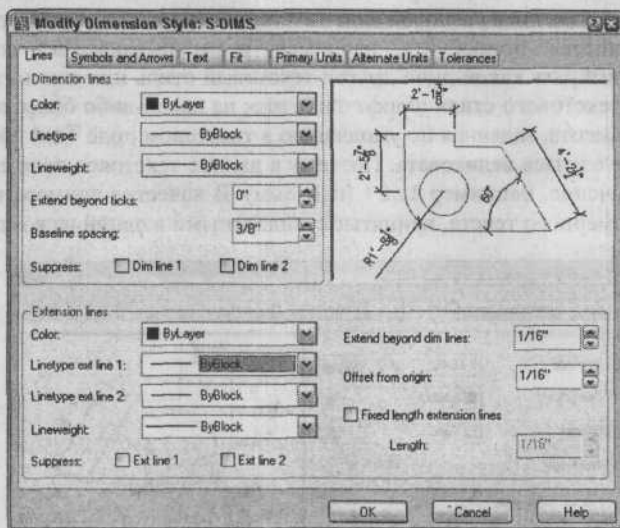 Modify Dimension Style: S-DIMS
Lines Symbols and Arrows Text Fit Primary Units Alternate Units Tolerances
Dimension lines
Color: ByLayer
Linetype: ByBlock
Lineweight: ByBlock
Extend beyond ticks: 0"
Baseline spacing: 3/8"
Suppress: Dim line 1 Dim line 2
Extension lines
Color: ByLayer
Linetype ext line 1: ByBlock
Linetype ext line 2: ByBlock
Lineweight: ByBlock
Suppress: Ext line 1 Ext line 2
Extend beyond dim lines: 1/16"
Offset from origin: 1/16"
Fixed length extension lines
Length: 1/16"
OK Cancel Help